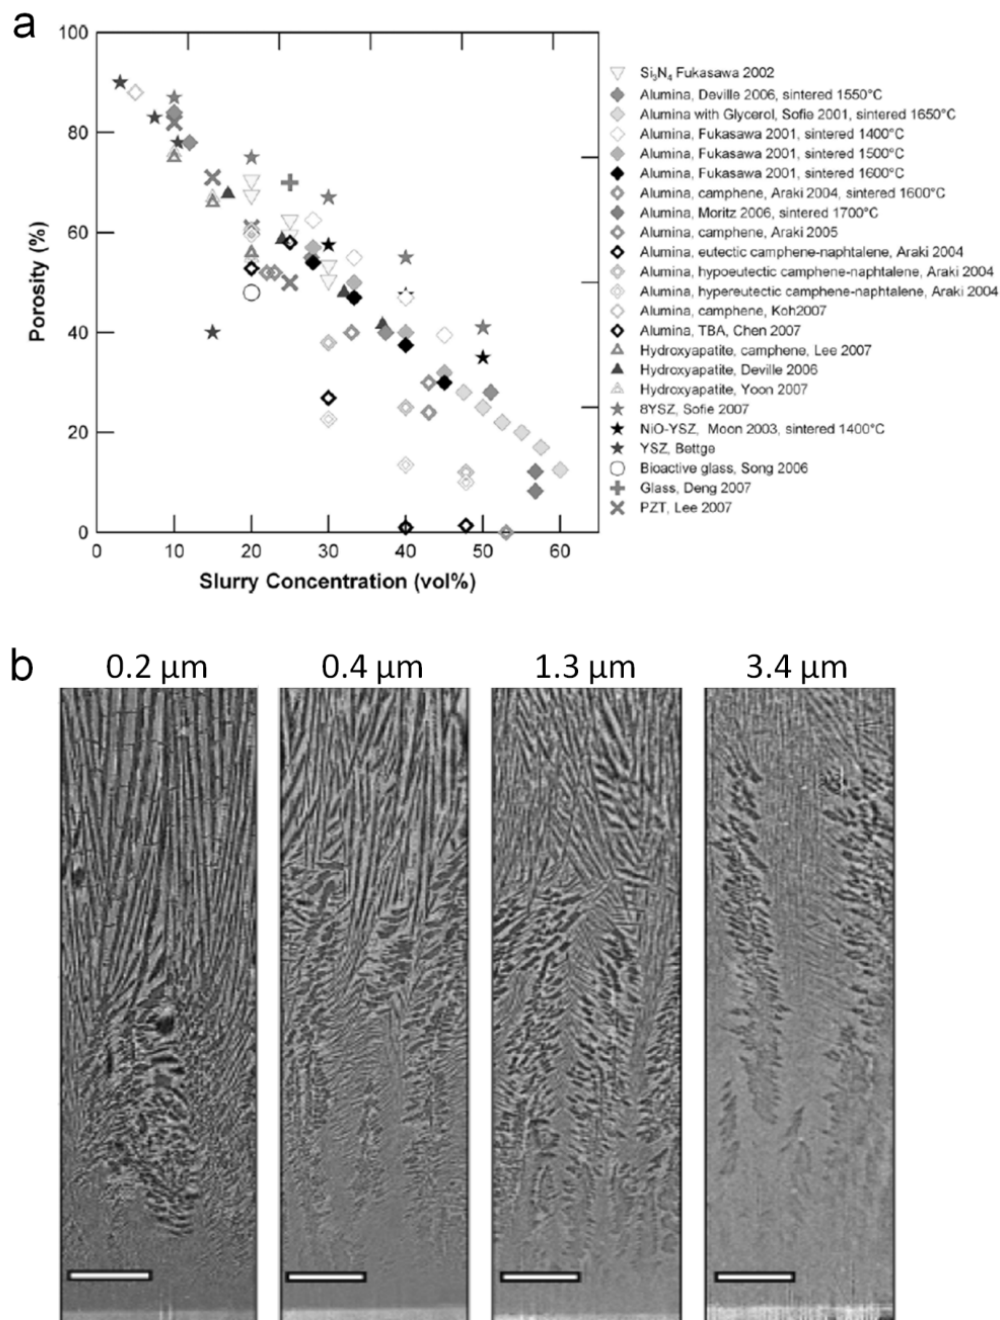 a
100
80
60
40
20
0
Porosity (%)
0 10 20 30 40 50 60
Slurry Concentration (vol%)
Si3N4 Fukasawa 2002
Alumina, Deville 2006, sintered 1550°C
Alumina with Glycerol, Sofie 2001, sintered 1650°C
Alumina, Fukasawa 2001, sintered 1400°C
Alumina, Fukasawa 2001, sintered 1500°C
Alumina, Fukasawa 2001, sintered 1600°C
Alumina, camphene, Araki 2004, sintered 1600°C
Alumina, Moritz 2006, sintered 1700°C
Alumina, camphene, Araki 2005
Alumina, eutectic camphene-naphtalene, Araki 2004
Alumina, hypoeutectic camphene-naphtalene, Araki 2004
Alumina, hypereutectic camphene-naphtalene, Araki 2004
Alumina, camphene, Koh2007
Alumina, TBA, Chen 2007
Hydroxyapatite, camphene, Lee 2007
Hydroxyapatite, Deville 2006
Hydroxyapatite, Yoon 2007
8YSZ, Sofie 2007
NiO-YSZ, Moon 2003, sintered 1400°C
YSZ, Bettge
Bioactive glass, Song 2006
Glass, Deng 2007
PZT, Lee 2007
b
0.2 µm 0.4 µm 1.3 µm 3.4 µm